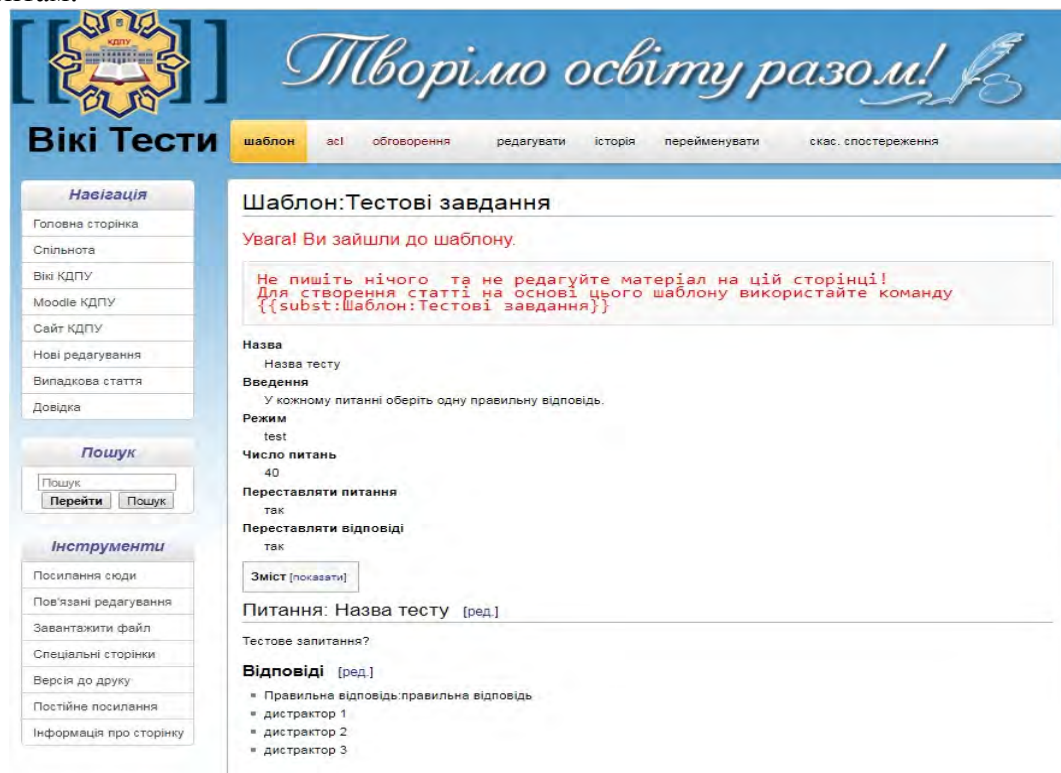 КДПУ
Творімо освіту разом!
Вікі Тести
шаблон acl обговорення редагувати історія перейменувати скас. спостереження
Навігація
Головна сторінка
Спільнота
Вікі КДПУ
Moodle КДПУ
Сайт КДПУ
Нові редагування
Випадкова стаття
Довідка
Пошук
Пошук
Перейти Пошук
Інструменти
Посилання сюди
Пов'язані редагування
Завантажити файл
Спеціальні сторінки
Версія до друку
Постійне посилання
Інформація про сторінку
Шаблон:Тестові завдання
Увага! Ви зайшли до шаблону.
Не пишіть нічого та не редагуйте матеріал на цій сторінці!
Для створення статті на основі цього шаблону використайте команду
{{subst:Шаблон:Тестові завдання}}
Назва
Назва тесту
Введення
У кожному питанні оберіть одну правильну відповідь.
Режим
test
Число питань
40
Переставляти питання
так
Переставляти відповіді
так
Зміст [показати]
Питання: Назва тесту [ред.]
Тестове запитання?
Відповіді [ред.]
Правильна відповідь:правильна відповідь
дистрактор 1
дистрактор 2
дистрактор 3